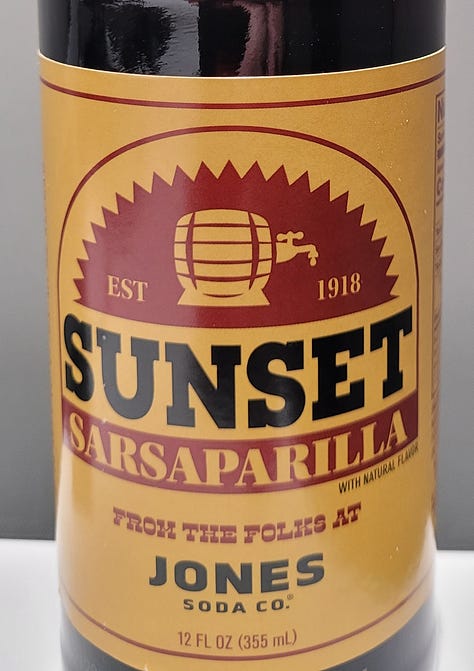 EST 1918
SUNSET
SARSAPARILLA
WITH NATURAL FLAVOR
FROM THE FOLKS AT
JONES
SODA CO.®
12 FL OZ (355 mL)